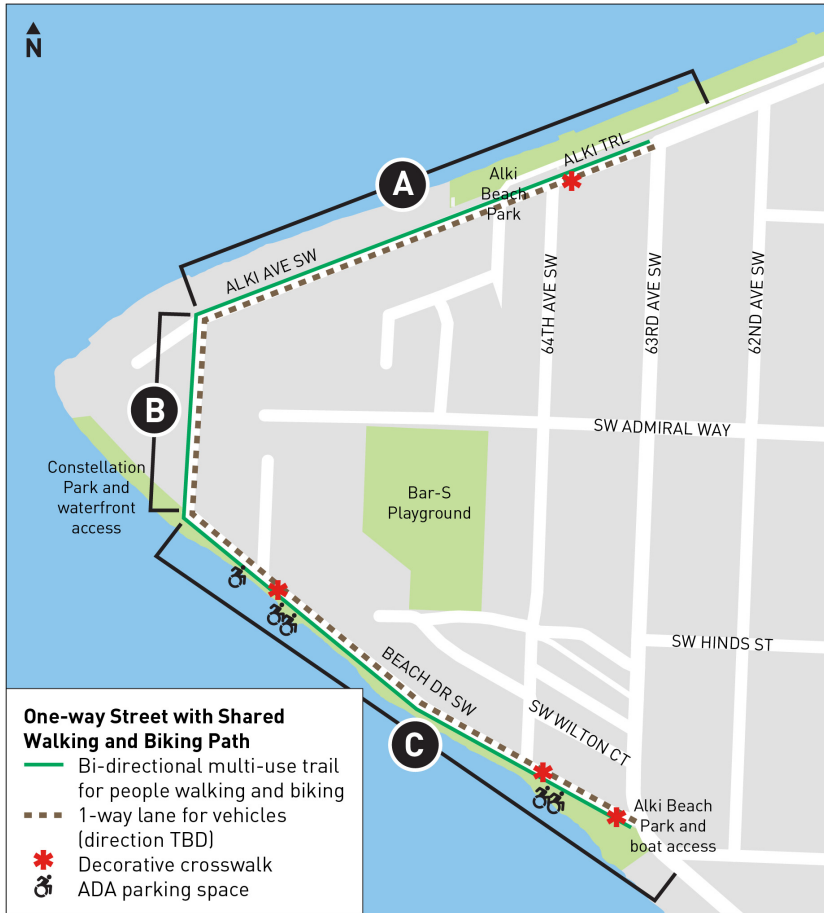 N
A
ALKI TRL
Alki
Beach
Park
ALKI AVE SW
64TH AVE SW
63RD AVE SW
62ND AVE SW
B
SW ADMIRAL WAY
Constellation
Park and
waterfront
access
Bar-S
Playground
SW HINDS ST
BEACH DR SW
SW WILTON CT
C
Alki Beach
Park and
boat access
One-way Street with Shared
Walking and Biking Path
Bi-directional multi-use trail
for people walking and biking
1-way lane for vehicles
(direction TBD)
Decorative crosswalk
ADA parking space